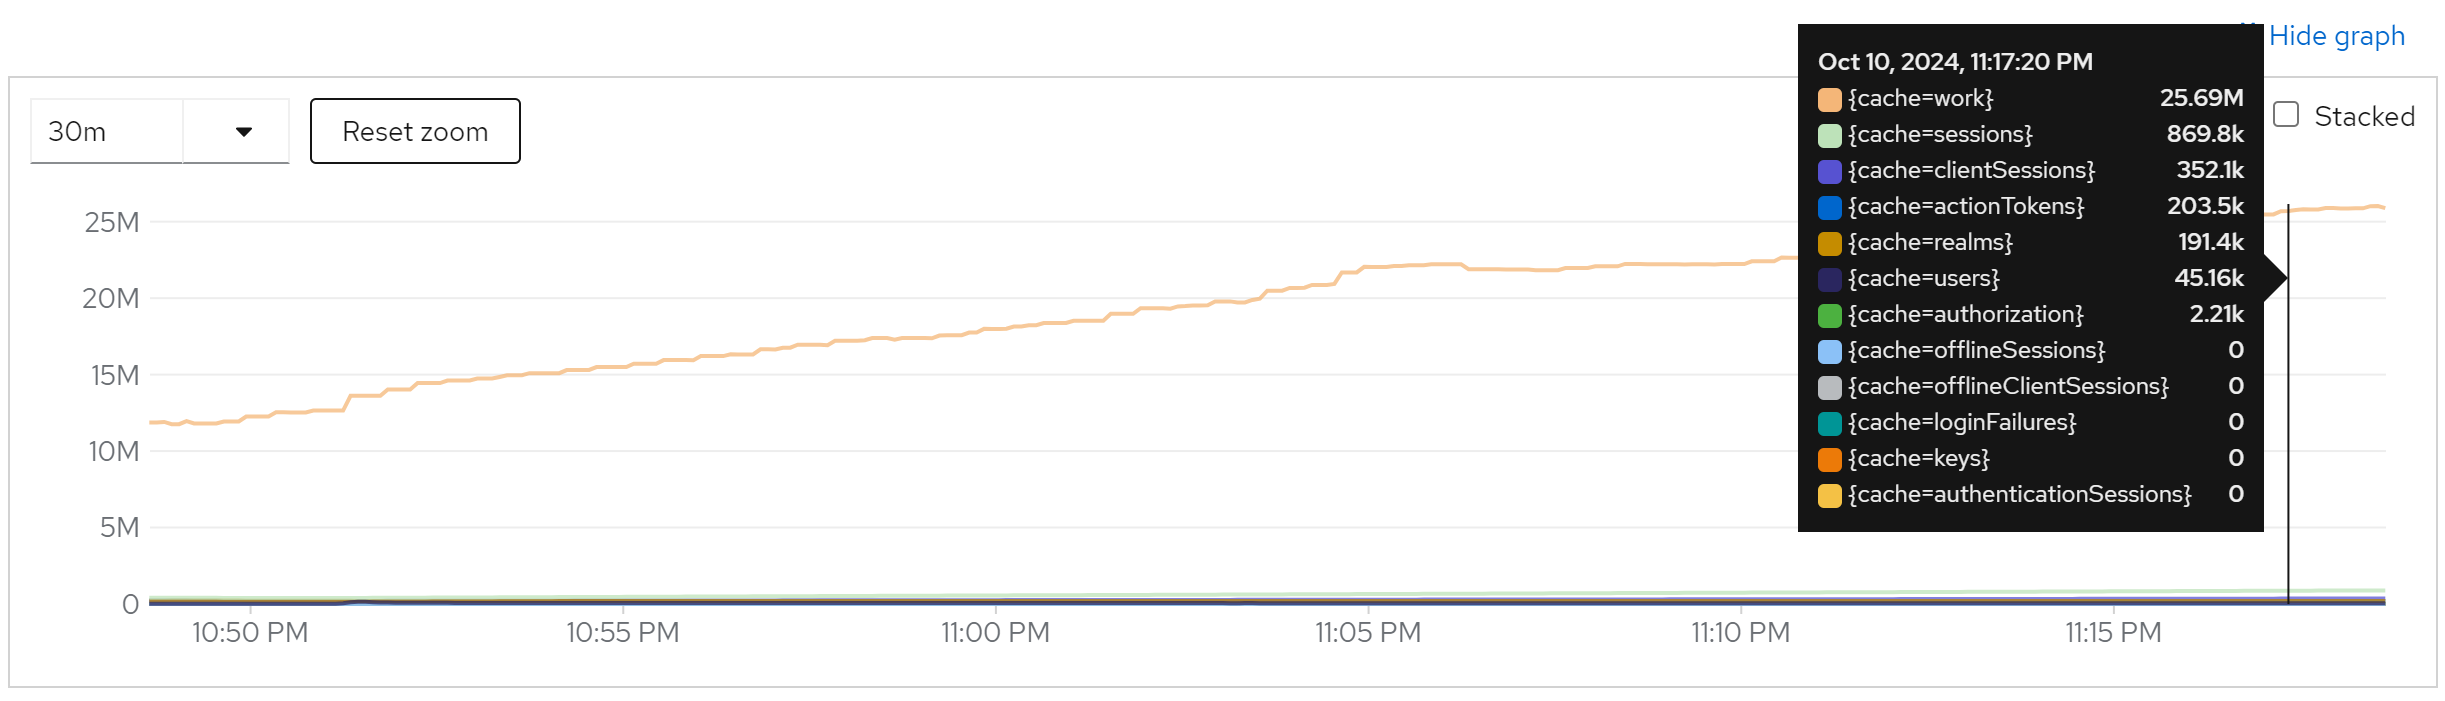 Hide graph
Oct 10, 2024, 11:17:20 PM
{cache=work} 25.69M
{cache=sessions} 869.8k
{cache=clientSessions} 352.1k
{cache=actionTokens} 203.5k
{cache=realms} 191.4k
{cache=users} 45.16k
{cache=authorization} 2.21k
{cache=offlineSessions} 0
{cache=offlineClientSessions} 0
{cache=loginFailures} 0
{cache=keys} 0
{cache=authenticationSessions} 0
30m
Reset zoom
Stacked
25M
20M
15M
10M
5M
0
10:50 PM 10:55 PM 11:00 PM 11:05 PM 11:10 PM 11:15 PM